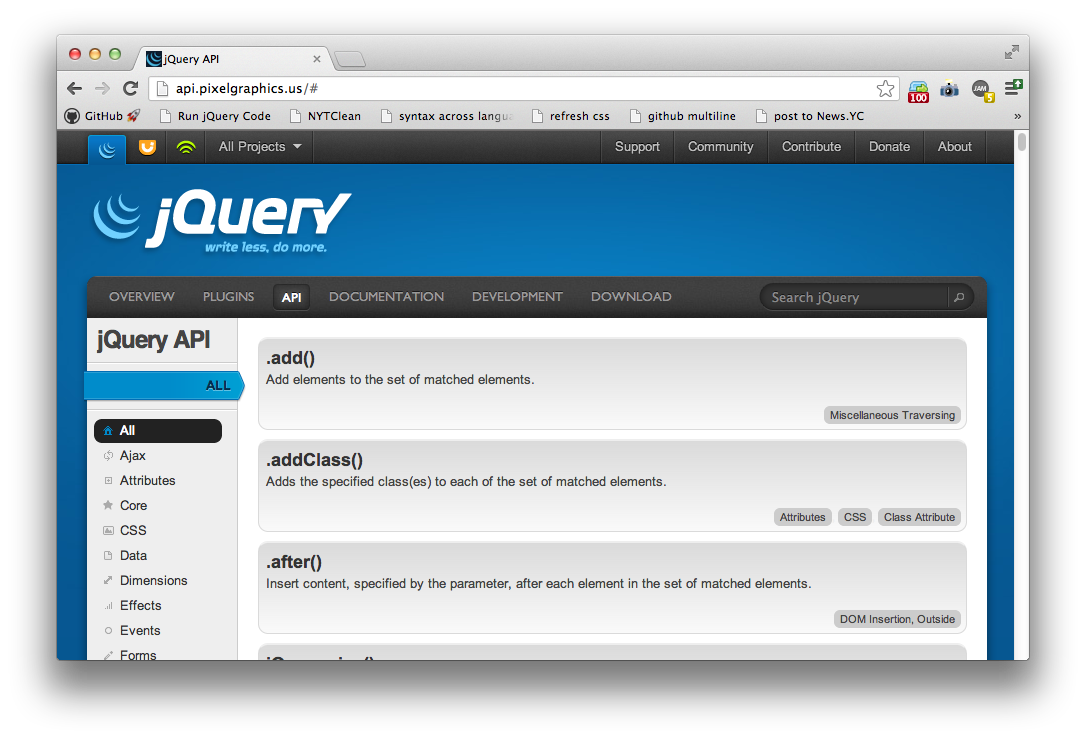 jQuery API
api.pixelgraphics.us/#
100
JAM
5
GitHub 🚀 Run jQuery Code NYTClean syntax across langua refresh css github multiline post to News.YC »
All Projects Support Community Contribute Donate About
jQuery
write less, do more.
OVERVIEW PLUGINS API DOCUMENTATION DEVELOPMENT DOWNLOAD Search jQuery
jQuery API
ALL
All
Ajax
Attributes
Core
CSS
Data
Dimensions
Effects
Events
Forms
.add()
Add elements to the set of matched elements.
Miscellaneous Traversing
.addClass()
Adds the specified class(es) to each of the set of matched elements.
Attributes CSS Class Attribute
.after()
Insert content, specified by the parameter, after each element in the set of matched elements.
DOM Insertion, Outside